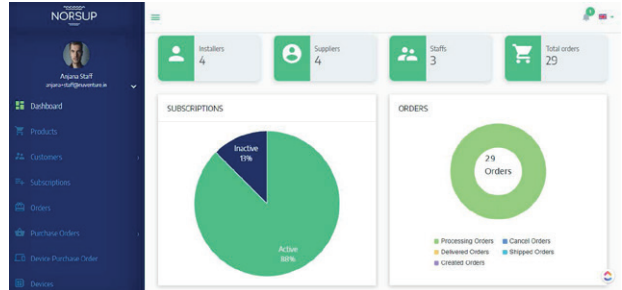 NORSUP
Anjana Staff
anjana+staff@nuventure.in
Dashboard
Products
Customers
Subscriptions
Orders
Purchase Orders
Device Purchase Order
Devices
Installers
4
Suppliers
4
Staffs
3
Total orders
29
SUBSCRIPTIONS
Inactive
13%
Active
88%
ORDERS
29
Orders
Processing Orders
Cancel Orders
Delivered Orders
Shipped Orders
Created Orders